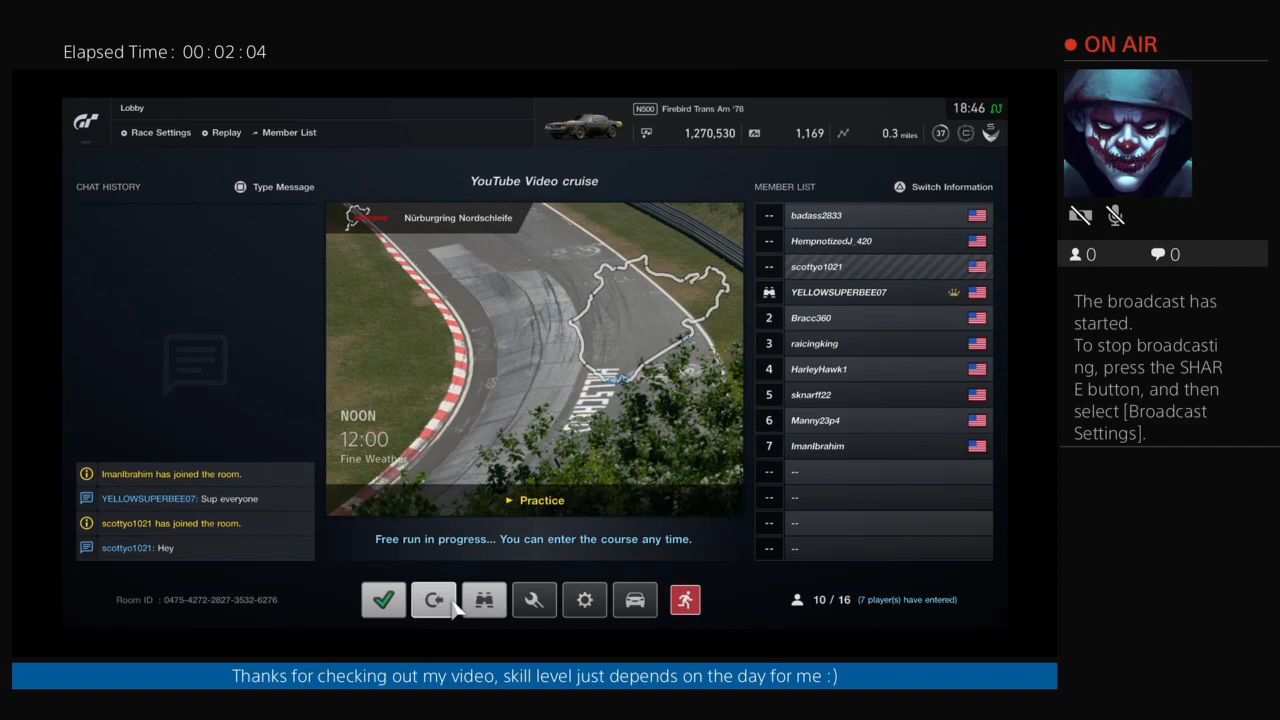 Elapsed Time: 00:02:04
ON AIR
Lobby
Race Settings Replay Member List
N500 Firebird Trans Am '78
1,270,530 1,169 0.3 miles 37 C S
18:46
CHAT HISTORY Type Message
YouTube Video cruise
MEMBER LIST Switch Information
Nürburgring Nordschleife
NOON
12:00
Fine Weather
Practice
Free run in progress... You can enter the course any time.
-- badass2833
-- HempnotizedJ_420
-- scottyo1021
YELLOWSUPERBEE07
2 Bracc360
3 raicingking
4 HarleyHawk1
5 sknarff22
6 Manny23p4
7 ImanIbrahim
-- --
-- --
-- --
-- --
ImanIbrahim has joined the room.
YELLOWSUPERBEE07: Sup everyone
scottyo1021 has joined the room.
scottyo1021: Hey
Room ID : 0475-4272-2827-3532-6276
10 / 16 (7 player(s) have entered)
0 0
The broadcast has
started.
To stop broadcasti
ng, press the SHAR
E button, and then
select [Broadcast
Settings].
Thanks for checking out my video, skill level just depends on the day for me :)